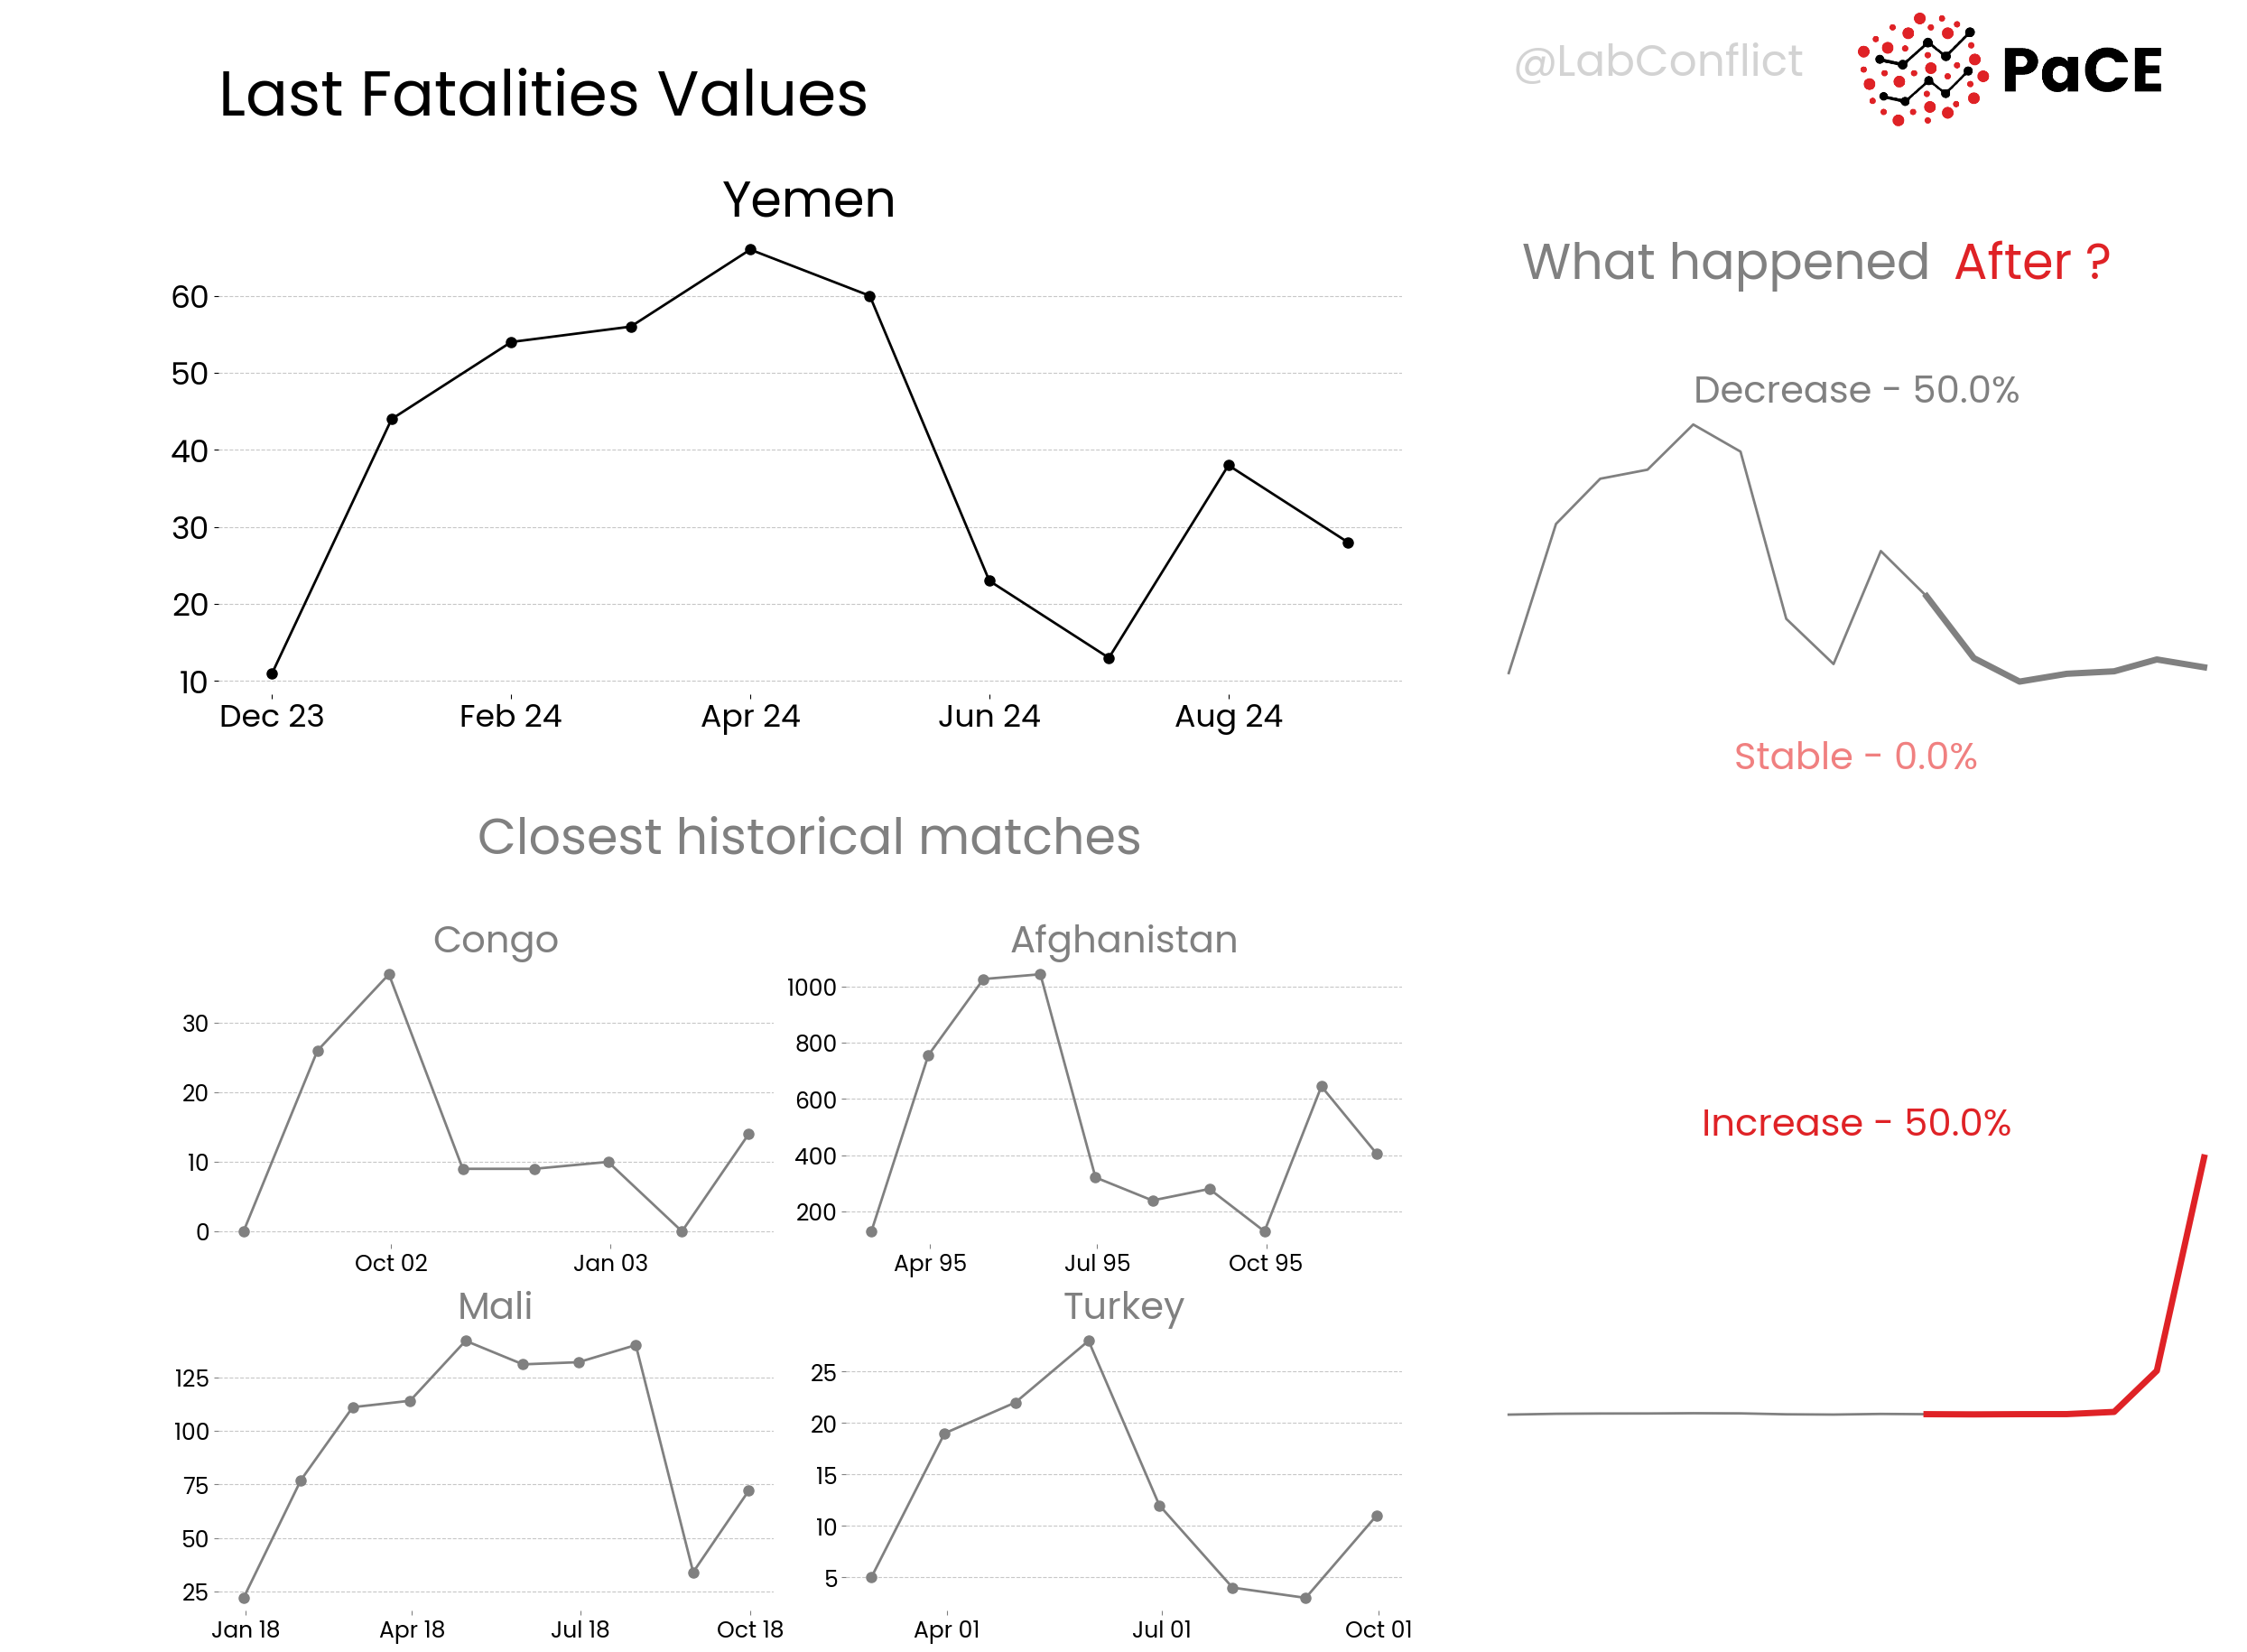 @LabConflict
PaCE
Last Fatalities Values
Yemen
60
50
40
30
20
10
Dec 23
Feb 24
Apr 24
Jun 24
Aug 24
What happened After ?
Decrease - 50.0%
Stable - 0.0%
Increase - 50.0%
Closest historical matches
Congo
30
20
10
0
Oct 02
Jan 03
Afghanistan
1000
800
600
400
200
Apr 95
Jul 95
Oct 95
Mali
125
100
75
50
25
Jan 18
Apr 18
Jul 18
Oct 18
Turkey
25
20
15
10
5
Apr 01
Jul 01
Oct 01